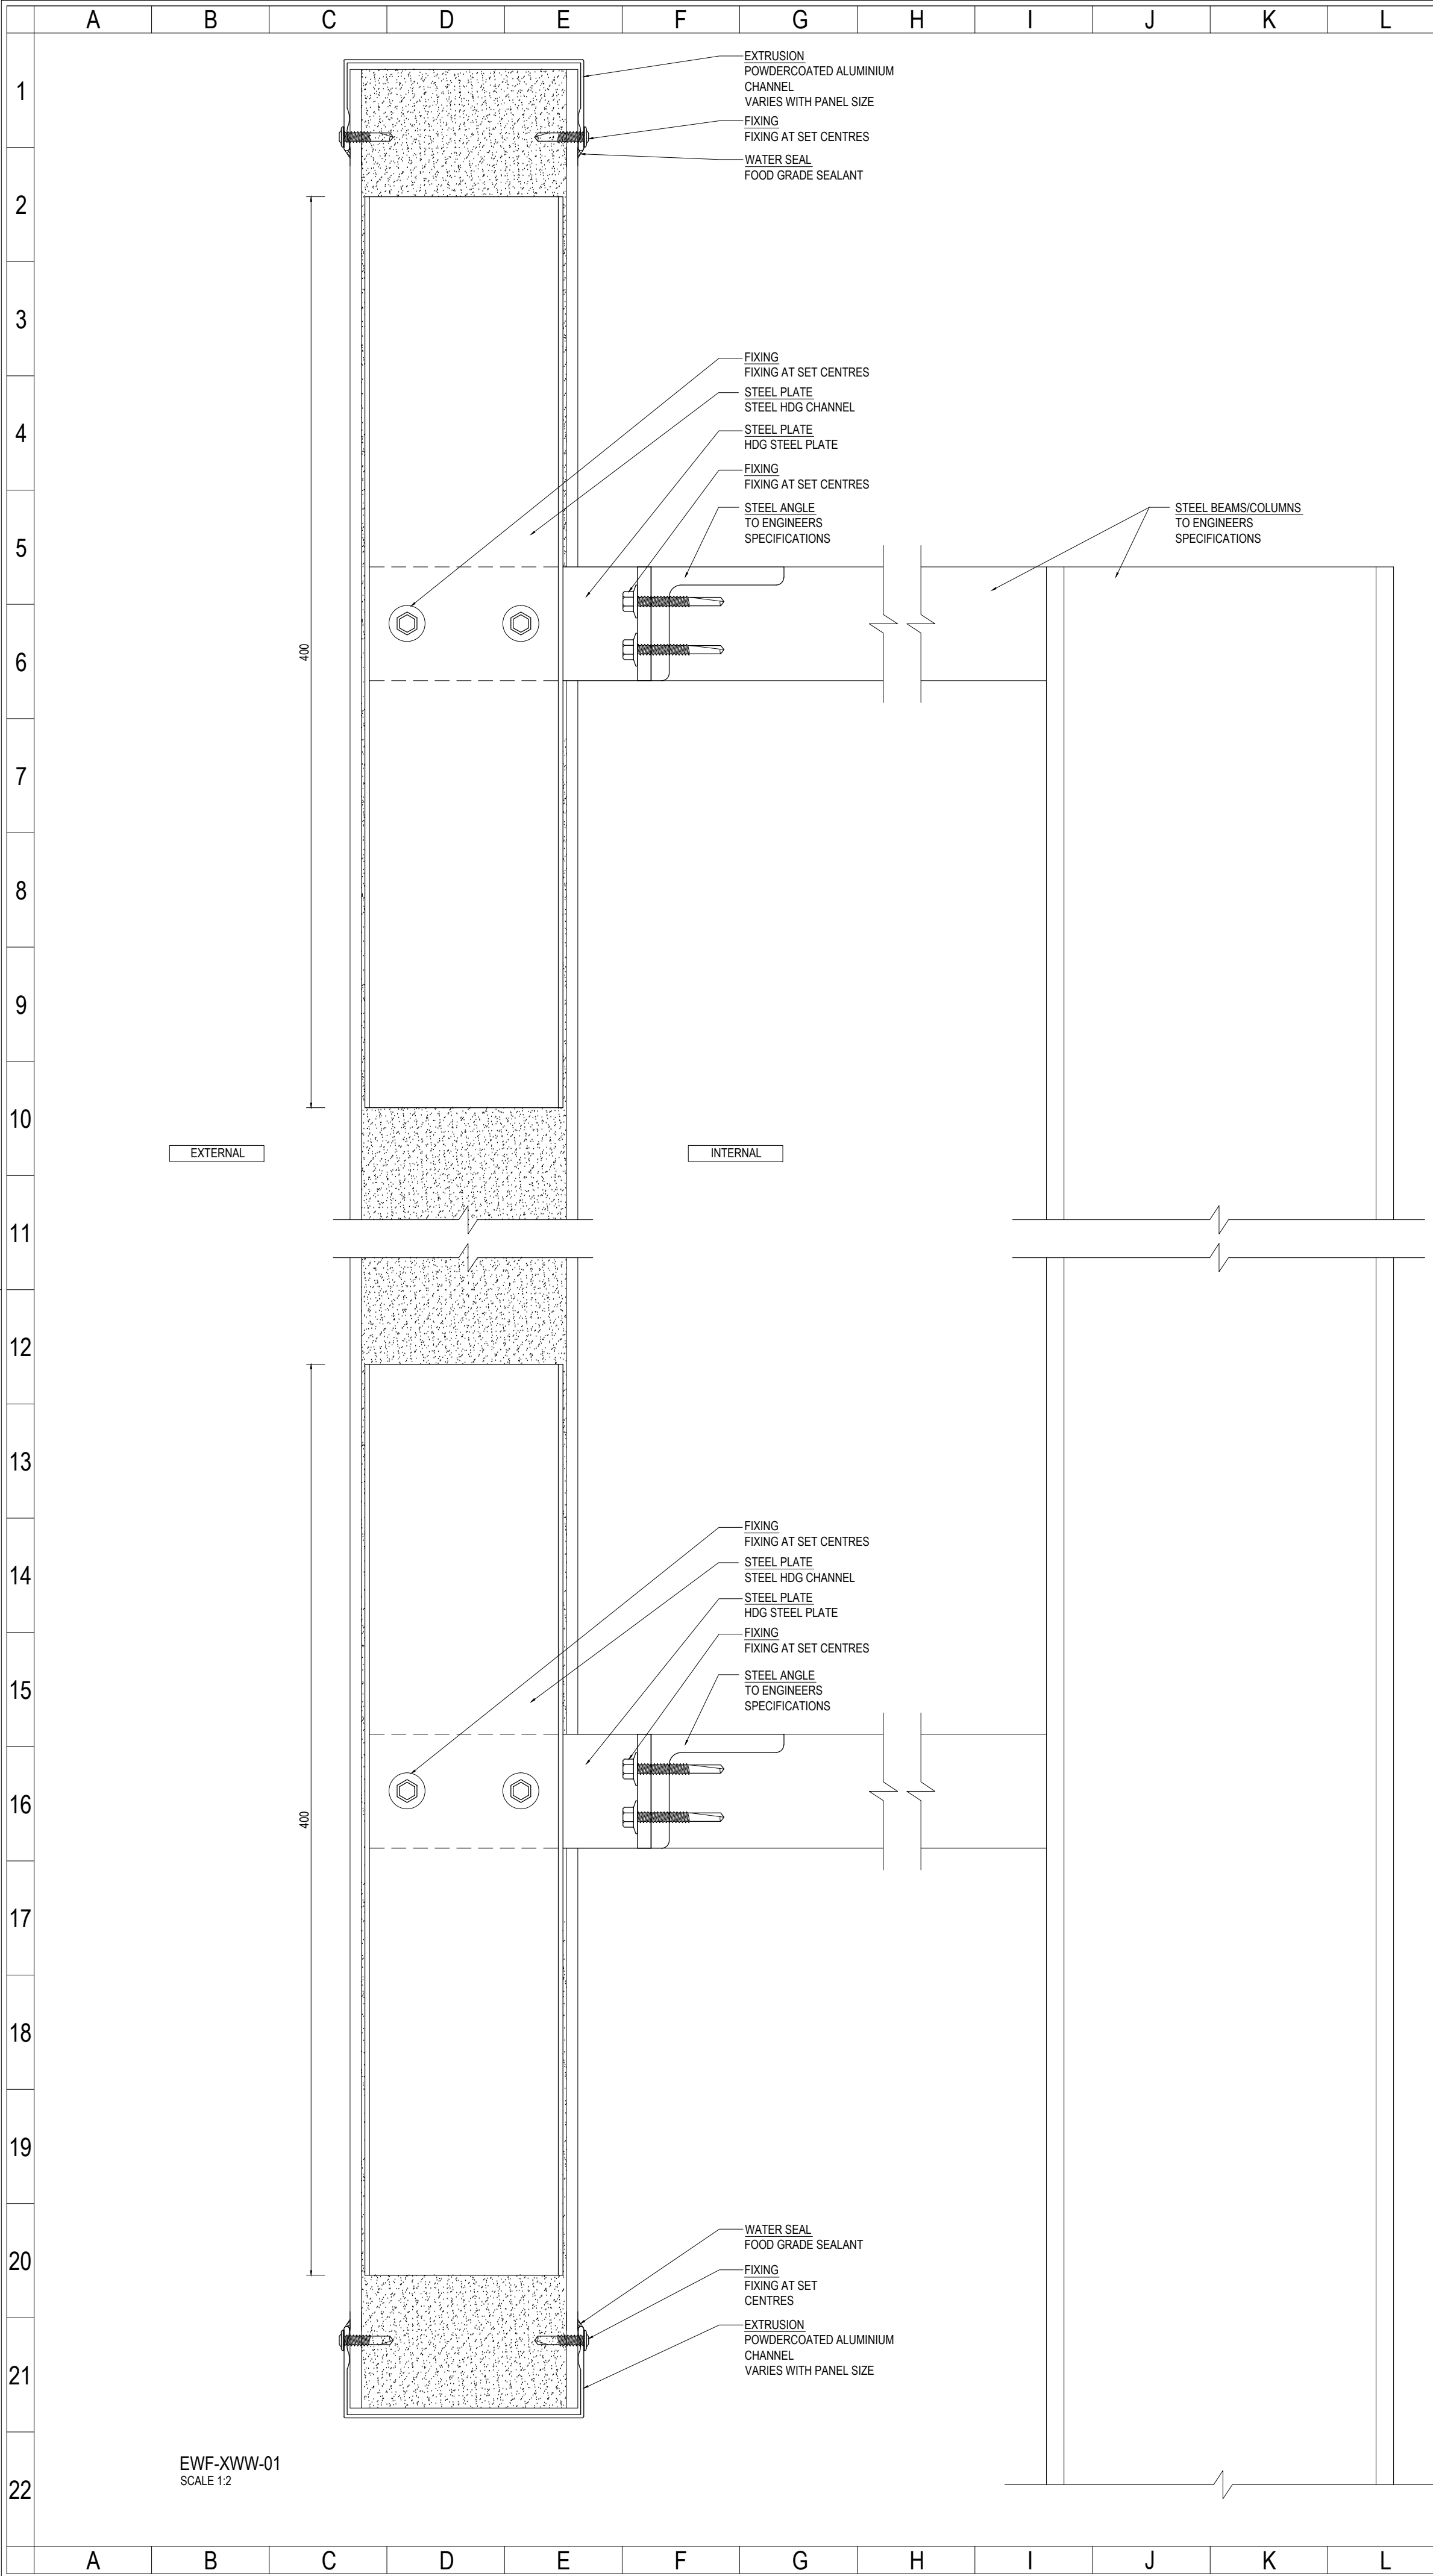 A B C D E F G H I J K L
1
2
3
4
5
6
7
8
9
10
11
12
13
14
15
16
17
18
19
20
21
22
EXTRUSION
POWDERCOATED ALUMINIUM
CHANNEL
VARIES WITH PANEL SIZE
FIXING
FIXING AT SET CENTRES
WATER SEAL
FOOD GRADE SEALANT
FIXING
FIXING AT SET CENTRES
STEEL PLATE
STEEL HDG CHANNEL
STEEL PLATE
HDG STEEL PLATE
FIXING
FIXING AT SET CENTRES
STEEL ANGLE
TO ENGINEERS
SPECIFICATIONS
STEEL BEAMS/COLUMNS
TO ENGINEERS
SPECIFICATIONS
400
EXTERNAL
INTERNAL
FIXING
FIXING AT SET CENTRES
STEEL PLATE
STEEL HDG CHANNEL
STEEL PLATE
HDG STEEL PLATE
FIXING
FIXING AT SET CENTRES
STEEL ANGLE
TO ENGINEERS
SPECIFICATIONS
400
WATER SEAL
FOOD GRADE SEALANT
FIXING
FIXING AT SET
CENTRES
EXTRUSION
POWDERCOATED ALUMINIUM
CHANNEL
VARIES WITH PANEL SIZE
EWF-XWW-01
SCALE 1:2
A B C D E F G H I J K L